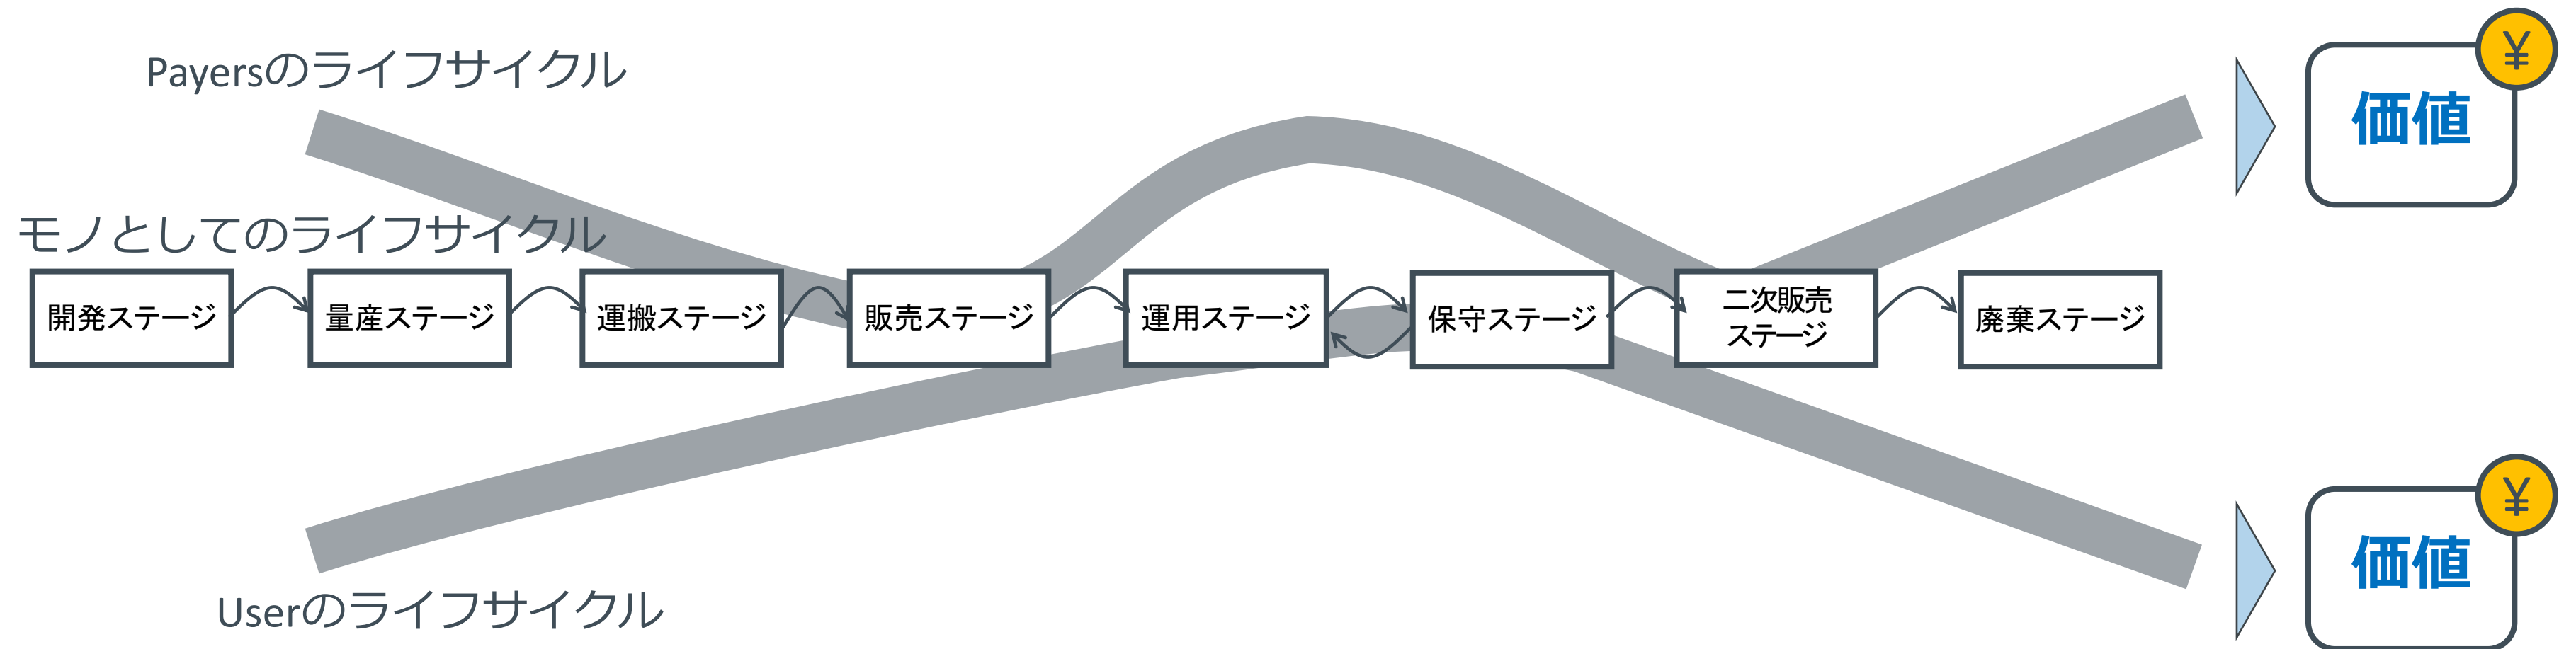 Payersのライフサイクル
¥
価値
モノとしてのライフサイクル
開発ステージ
量産ステージ
運搬ステージ
販売ステージ
運用ステージ
保守ステージ
二次販売
ステージ
廃棄ステージ
Userのライフサイクル
¥
価値